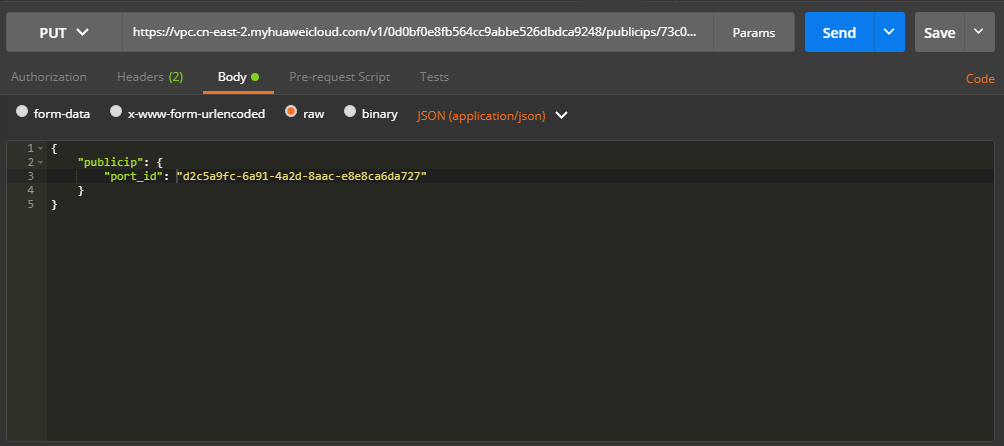 PUT https://vpc.cn-east-2.myhuaweicloud.com/v1/0d0bf0e8fb564cc9abbe526dbdca9248/publicips/73c0... Params Send Save
Authorization Headers (2) Body Pre-request Script Tests Code
form-data x-www-form-urlencoded raw binary JSON (application/json)
1 {
2 "publicip": {
3 "port_id": "d2c5a9fc-6a91-4a2d-8aac-e8e8ca6da727"
4 }
5 }